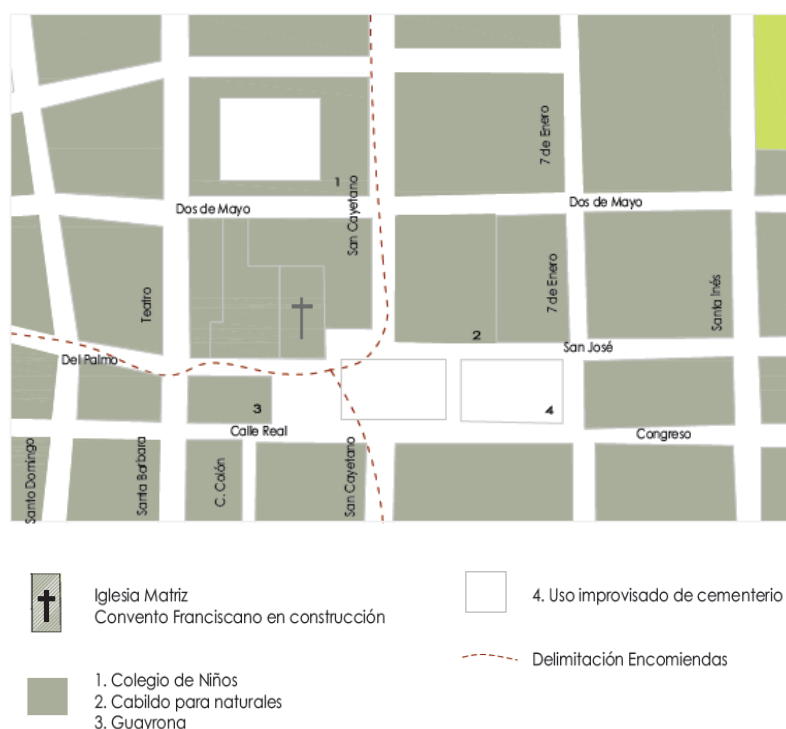 7 de Enero
1
San Cayetano
Dos de Mayo
Dos de Mayo
Teatro
7 de Enero
Santa Inés
2
San José
Del Palmo
3
4
Calle Real
Congreso
Santo Domingo
Santa Barbara
C. Colón
San Cayetano
Iglesia Matriz
Convento Franciscano en construcción
4. Uso improvisado de cementerio
Delimitación Encomiendas
1. Colegio de Niños
2. Cabildo para naturales
3. Guayrona